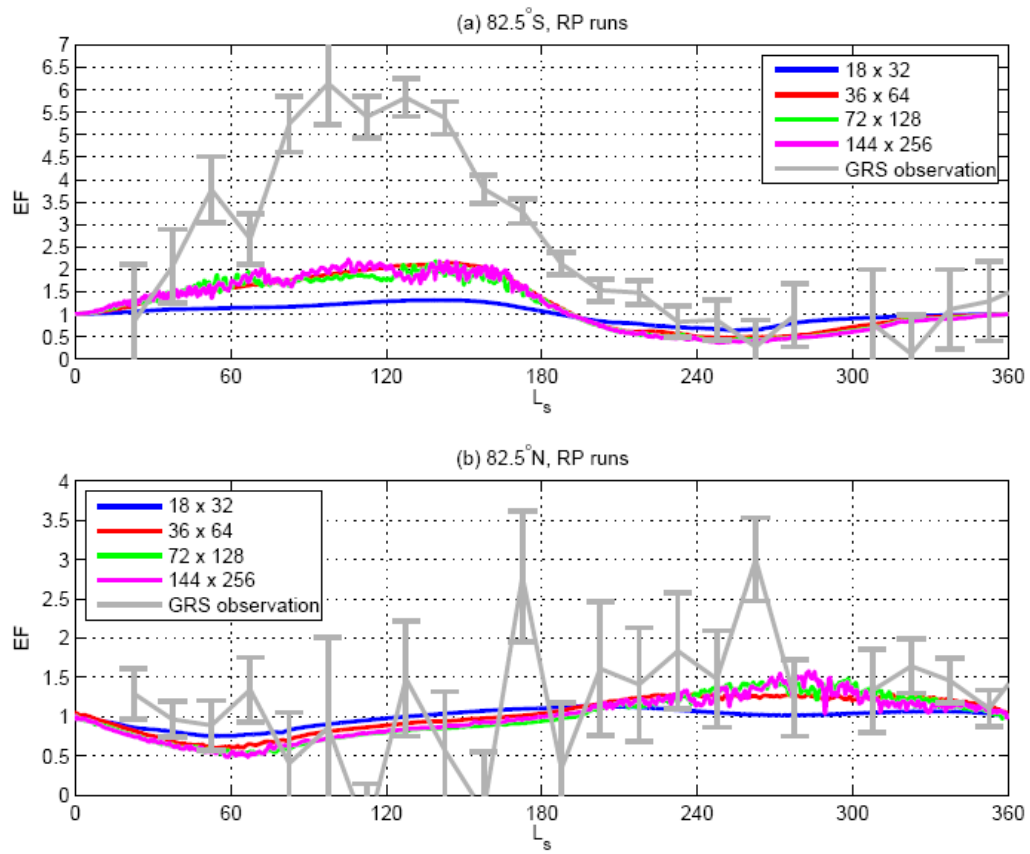 (a) 82.5°S, RP runs
7
6.5
6
5.5
5
4.5
4
3.5
3
2.5
2
1.5
1
0.5
0
EF
18 x 32
36 x 64
72 x 128
144 x 256
GRS observation
0 60 120 180 240 300 360
Ls
(b) 82.5°N, RP runs
4
3.5
3
2.5
2
1.5
1
0.5
0
EF
18 x 32
36 x 64
72 x 128
144 x 256
GRS observation
0 60 120 180 240 300 360
Ls